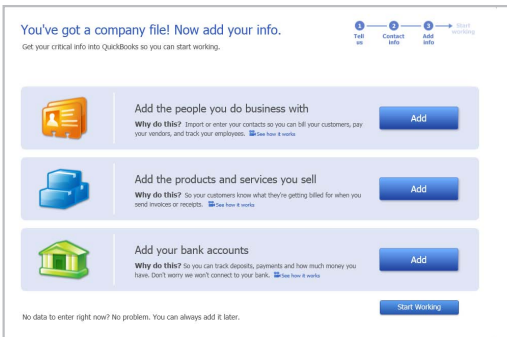 You've got a company file! Now add your info.
Get your critical info into QuickBooks so you can start working.
1 2 3 Start working
Tell us
Contact info
Add info
Add the people you do business with
Why do this? Import or enter your contacts so you can bill your customers, pay
your vendors, and track your employees. See how it works
Add
Add the products and services you sell
Why do this? So your customers know what they're getting billed for when you
send invoices or receipts. See how it works
Add
Add your bank accounts
Why do this? So you can track deposits, payments and how much money you
have. Don't worry we won't connect to your bank. See how it works
Add
Start Working
No data to enter right now? No problem. You can always add it later.